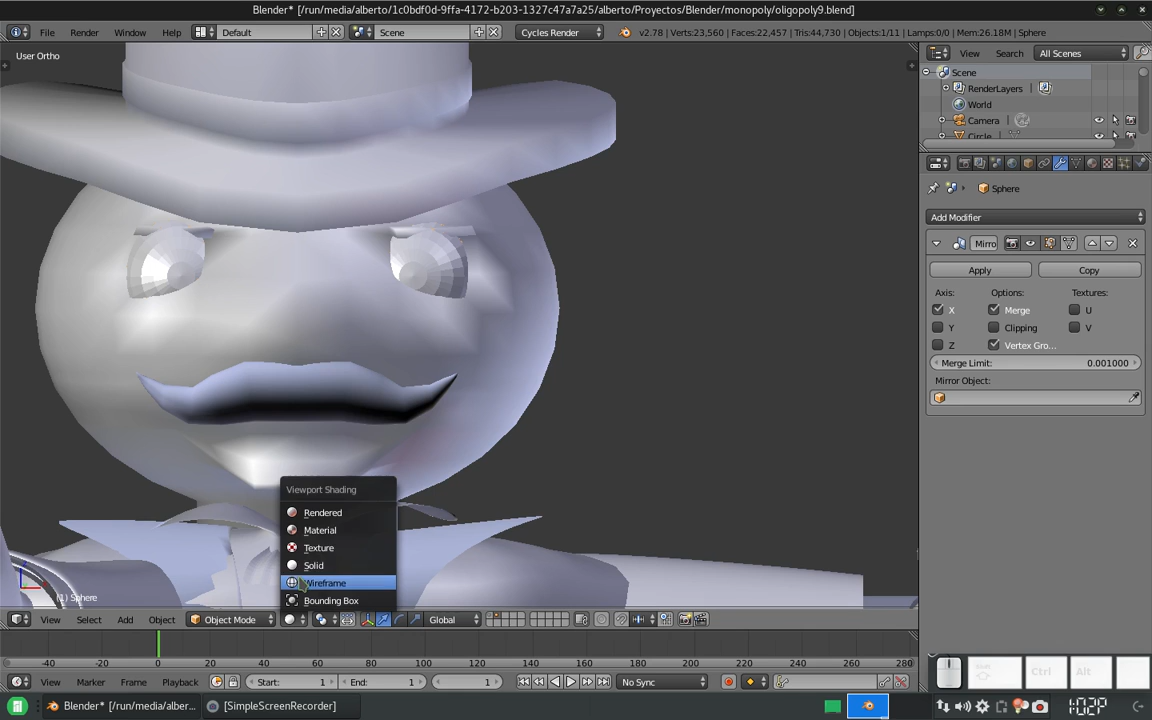 Blender* [/run/media/alberto/1c0bdf0d-9ffa-4172-b203-1327c47a7a25/alberto/Proyectos/Blender/monopoly/oligopoly9.blend]
File Render Window Help Default Scene Cycles Render v2.78 | Verts:23,560 | Faces:22,457 | Tris:44,730 | Objects:1/11 | Lamps:0/0 | Mem:26.18M | Sphere
User Ortho
View Search All Scenes
Scene
RenderLayers
World
Camera
Circle
Sphere
Add Modifier
Mirro
Apply Copy
Axis: Options: Textures:
X Merge U
Y Clipping V
Z Vertex Gro...
Merge Limit: 0.001000
Mirror Object:
Viewport Shading
Rendered
Material
Texture
Solid
Wireframe
Bounding Box
(1) Sphere
View Select Add Object Object Mode Global
-40 -20 0 20 40 60 80 100 120 140 160 180 200 220 240 260 280
View Marker Frame Playback Start: 1 End: 1 1 No Sync
Shift Ctrl Alt
Blender* [/run/media/alber... [SimpleScreenRecorder] 1:02P